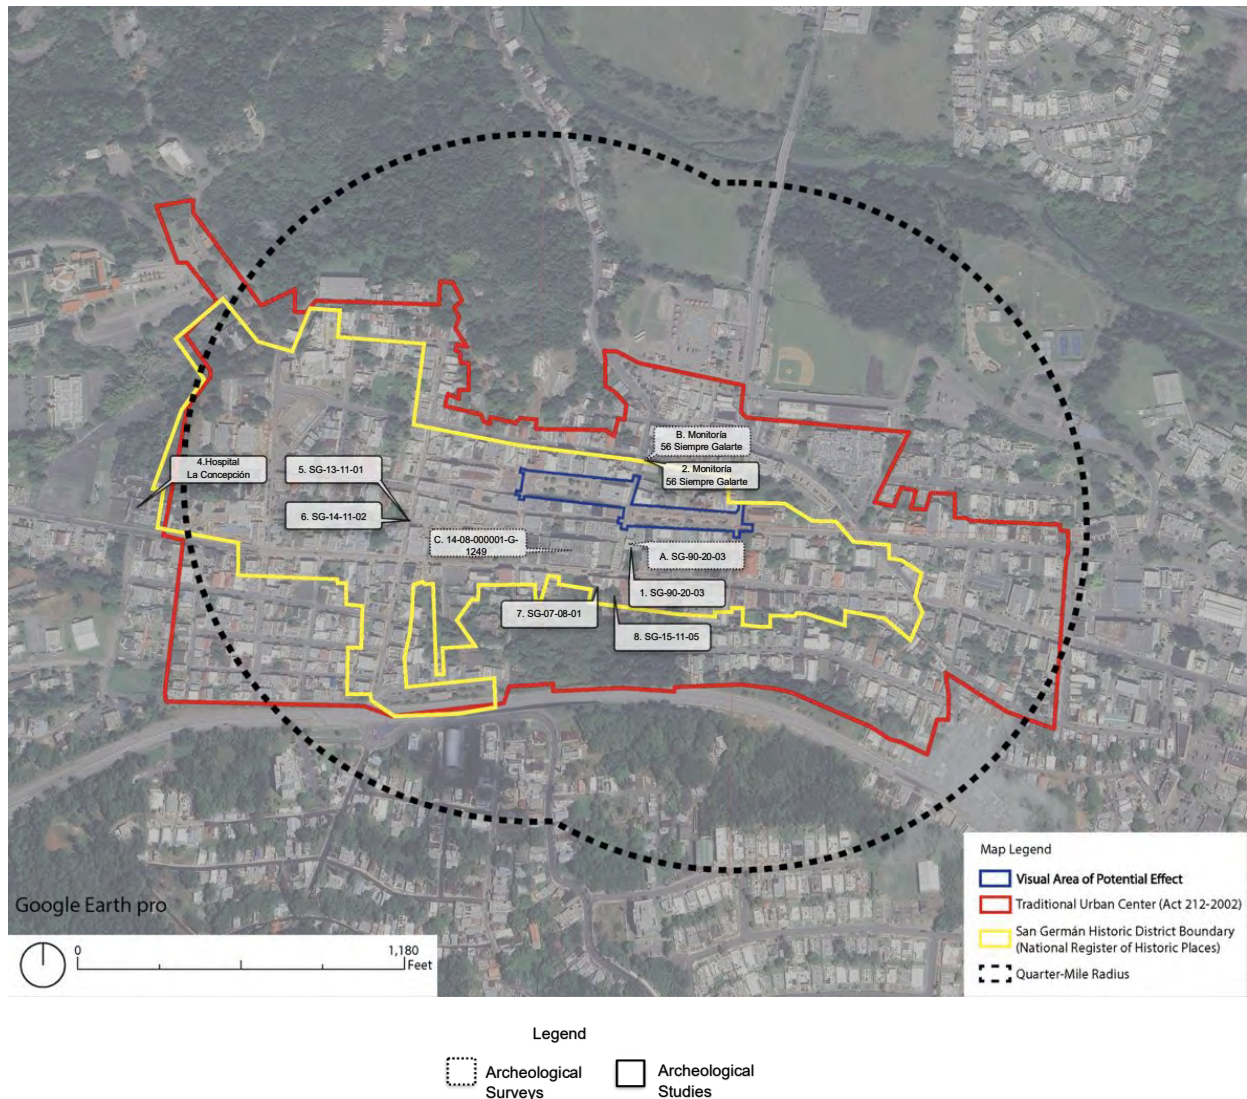 B. Monitoría
56 Siempre Galarte
2. Monitoría
56 Siempre Galarte
4.Hospital
La Concepción
5. SG-13-11-01
6. SG-14-11-02
C. 14-08-000001-G-
1249
A. SG-90-20-03
1. SG-90-20-03
7. SG-07-08-01
8. SG-15-11-05
Map Legend
Visual Area of Potential Effect
Traditional Urban Center (Act 212-2002)
San Germán Historic District Boundary
(National Register of Historic Places)
Quarter-Mile Radius
Google Earth pro
0
1,180
Feet
Legend
Archeological
Surveys
Archeological
Studies